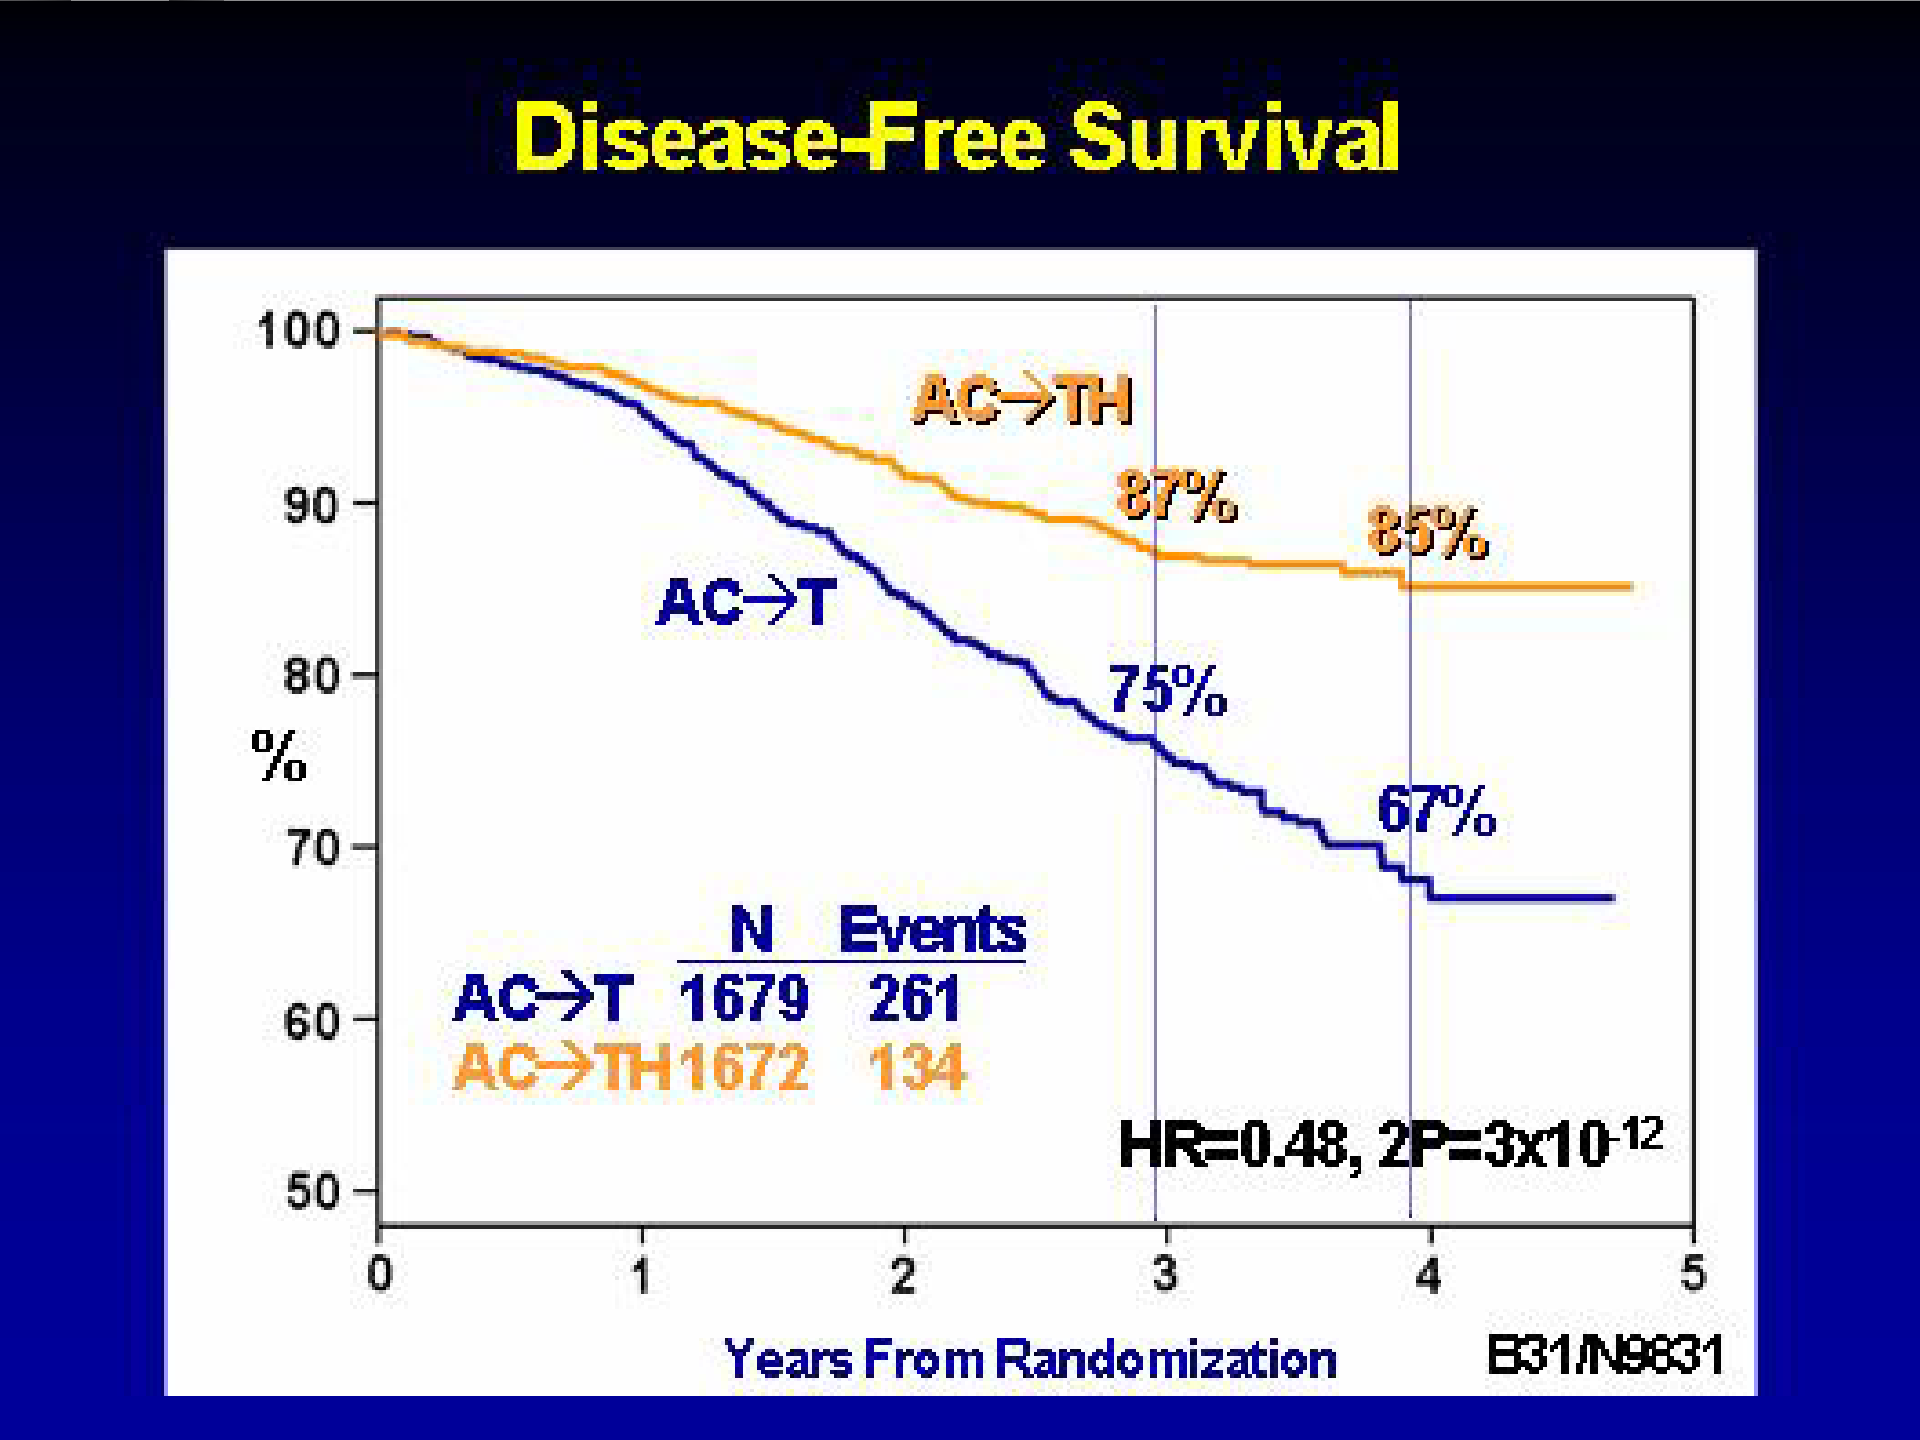 Disease-Free Survival
100
90
80
70
60
50
%
AC→TH
87%
85%
AC→T
75%
67%
N Events
AC→T 1679 261
AC→TH 1672 134
HR=0.48, 2P=3x10⁻¹²
0 1 2 3 4 5
Years From Randomization
B31/N9831